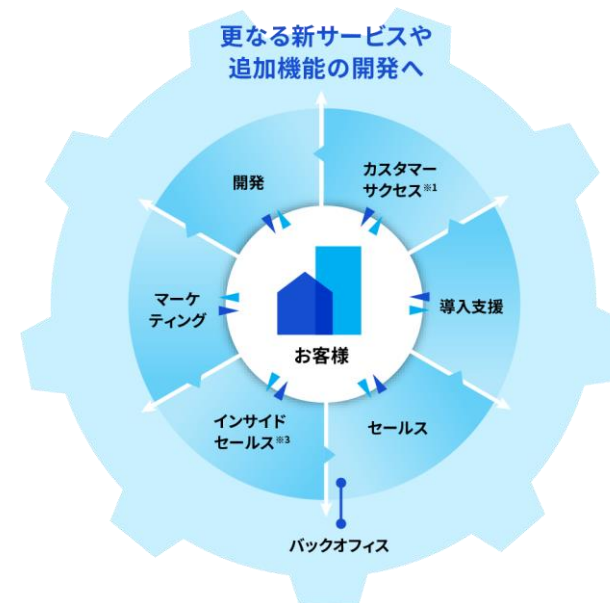 更なる新サービスや
追加機能の開発へ
開発
カスタマー
サクセス※1
マーケ
ティング
導入支援
お客様
インサイド
セールス※3
セールス
バックオフィス